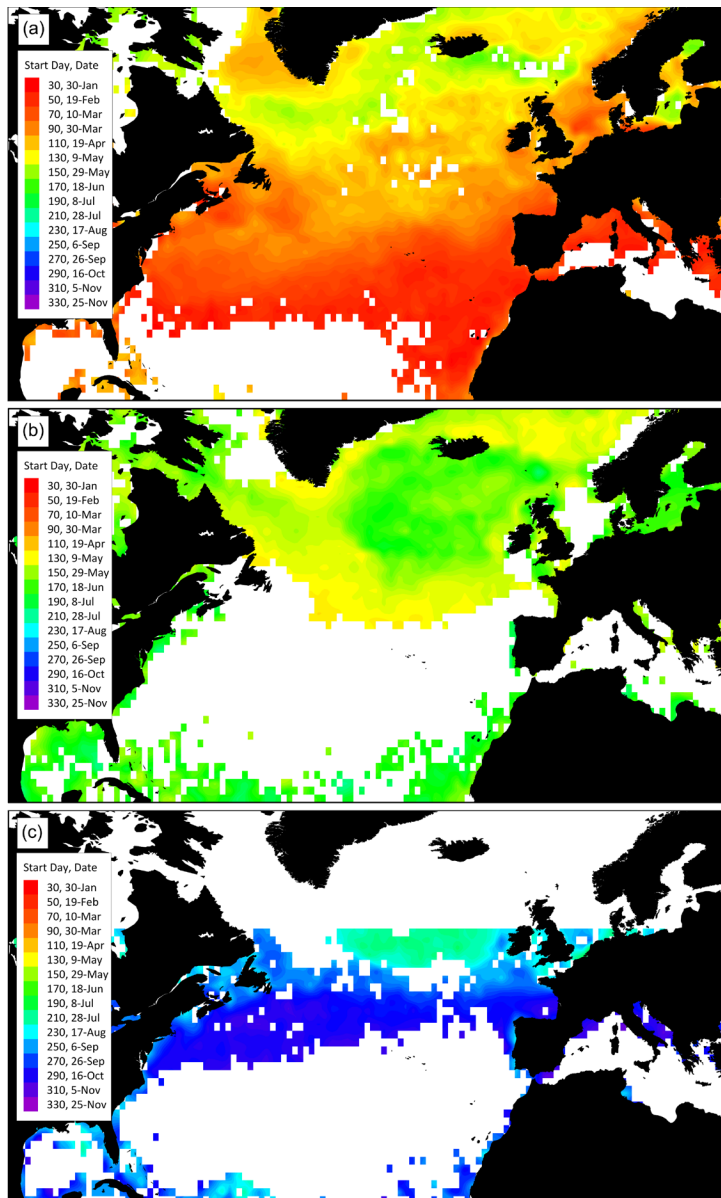 (a)
Start Day, Date
30, 30-Jan
50, 19-Feb
70, 10-Mar
90, 30-Mar
110, 19-Apr
130, 9-May
150, 29-May
170, 18-Jun
190, 8-Jul
210, 28-Jul
230, 17-Aug
250, 6-Sep
270, 26-Sep
290, 16-Oct
310, 5-Nov
330, 25-Nov
(b)
Start Day, Date
30, 30-Jan
50, 19-Feb
70, 10-Mar
90, 30-Mar
110, 19-Apr
130, 9-May
150, 29-May
170, 18-Jun
190, 8-Jul
210, 28-Jul
230, 17-Aug
250, 6-Sep
270, 26-Sep
290, 16-Oct
310, 5-Nov
330, 25-Nov
(c)
Start Day, Date
30, 30-Jan
50, 19-Feb
70, 10-Mar
90, 30-Mar
110, 19-Apr
130, 9-May
150, 29-May
170, 18-Jun
190, 8-Jul
210, 28-Jul
230, 17-Aug
250, 6-Sep
270, 26-Sep
290, 16-Oct
310, 5-Nov
330, 25-Nov